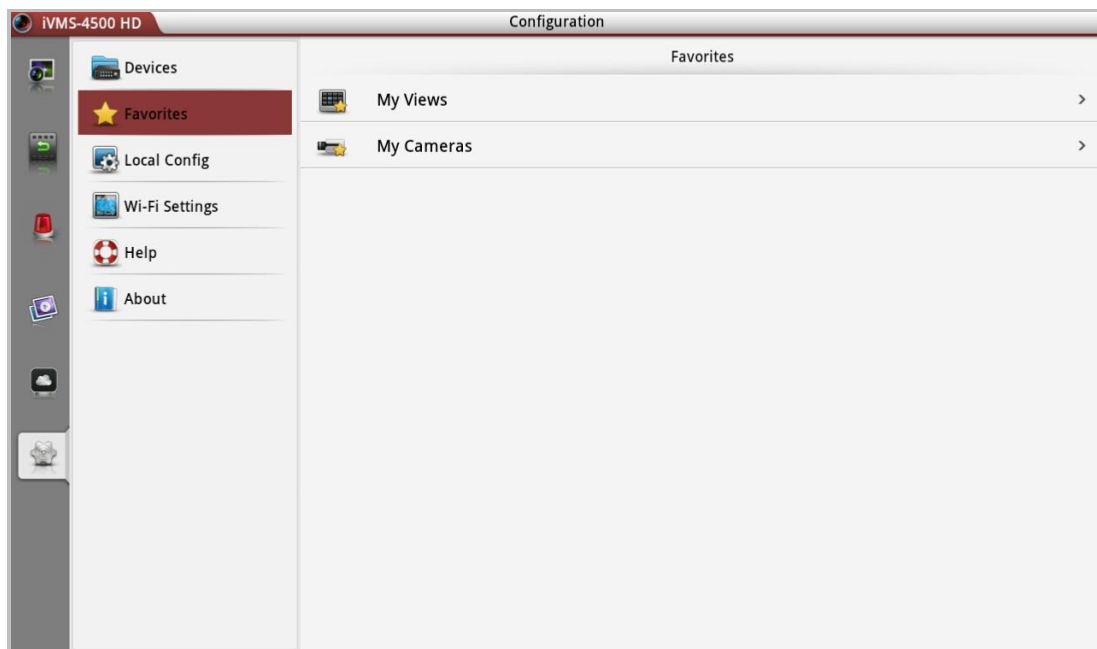 iVMS-4500 HD
Configuration
Devices
Favorites
Local Config
Wi-Fi Settings
Help
About
Favorites
My Views
My Cameras